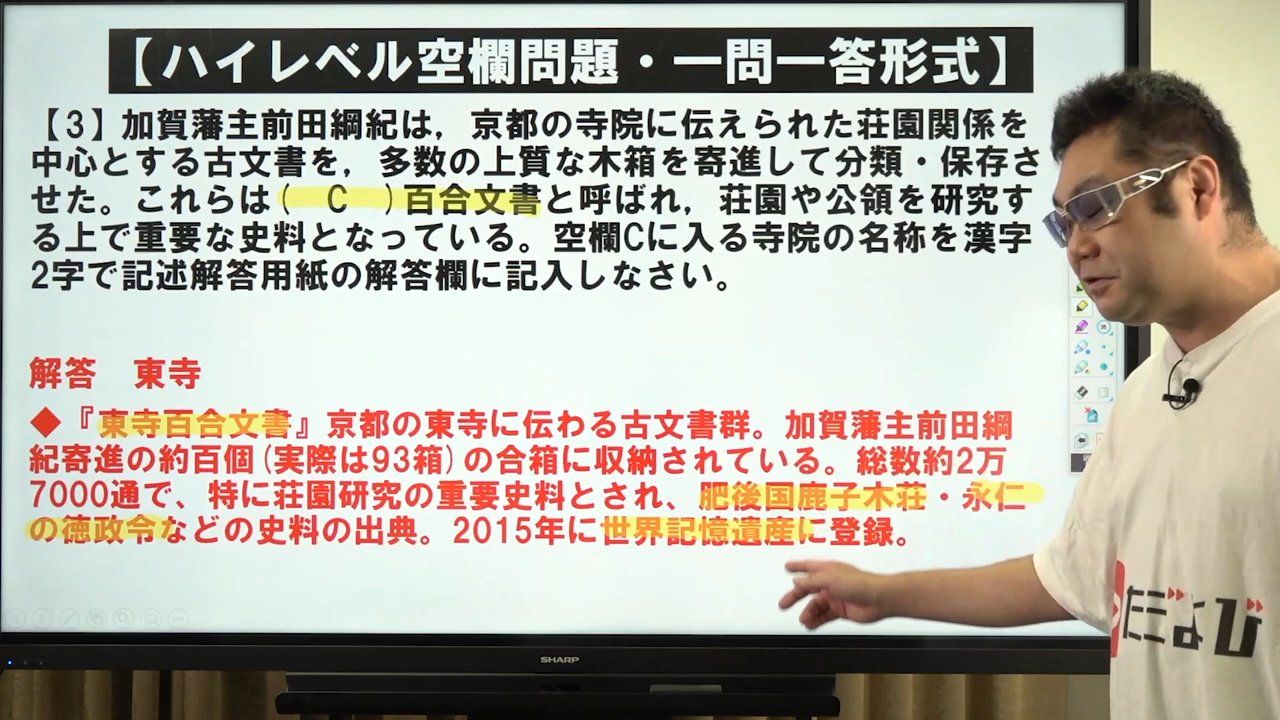 【ハイレベル空欄問題・一問一答形式】
【3】加賀藩主前田綱紀は，京都の寺院に伝えられた荘園関係を
中心とする古文書を，多数の上質な木箱を寄進して分類・保存さ
せた。これらは（　C　）百合文書と呼ばれ，荘園や公領を研究す
る上で重要な史料となっている。空欄Cに入る寺院の名称を漢字
2字で記述解答用紙の解答欄に記入しなさい。
解答　東寺
◆『東寺百合文書』京都の東寺に伝わる古文書群。加賀藩主前田綱
紀寄進の約百個(実際は93箱)の合箱に収納されている。総数約2万
7000通で、特に荘園研究の重要史料とされ、肥後国鹿子木荘・永仁
の徳政令などの史料の出典。2015年に世界記憶遺産に登録。
SHARP
ただよび